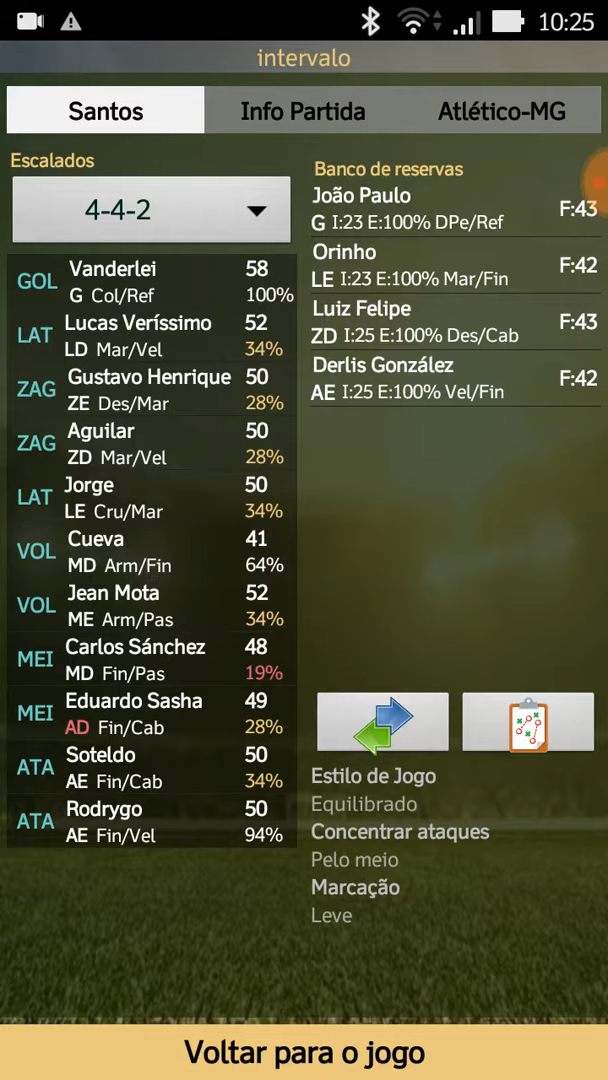 10:25
intervalo
Santos
Info Partida
Atlético-MG
Escalados
4-4-2
GOL Vanderlei 58
G Col/Ref 100%
LAT Lucas Veríssimo 52
LD Mar/Vel 34%
ZAG Gustavo Henrique 50
ZE Des/Mar 28%
ZAG Aguilar 50
ZD Mar/Vel 28%
LAT Jorge 50
LE Cru/Mar 34%
VOL Cueva 41
MD Arm/Fin 64%
VOL Jean Mota 52
ME Arm/Pas 34%
MEI Carlos Sánchez 48
MD Fin/Pas 19%
MEI Eduardo Sasha 49
AD Fin/Cab 28%
ATA Soteldo 50
AE Fin/Cab 34%
ATA Rodrygo 50
AE Fin/Vel 94%
Banco de reservas
João Paulo F:43
G I:23 E:100% DPe/Ref
Orinho F:42
LE I:23 E:100% Mar/Fin
Luiz Felipe F:43
ZD I:25 E:100% Des/Cab
Derlis González F:42
AE I:25 E:100% Vel/Fin
Estilo de Jogo
Equilibrado
Concentrar ataques
Pelo meio
Marcação
Leve
Voltar para o jogo